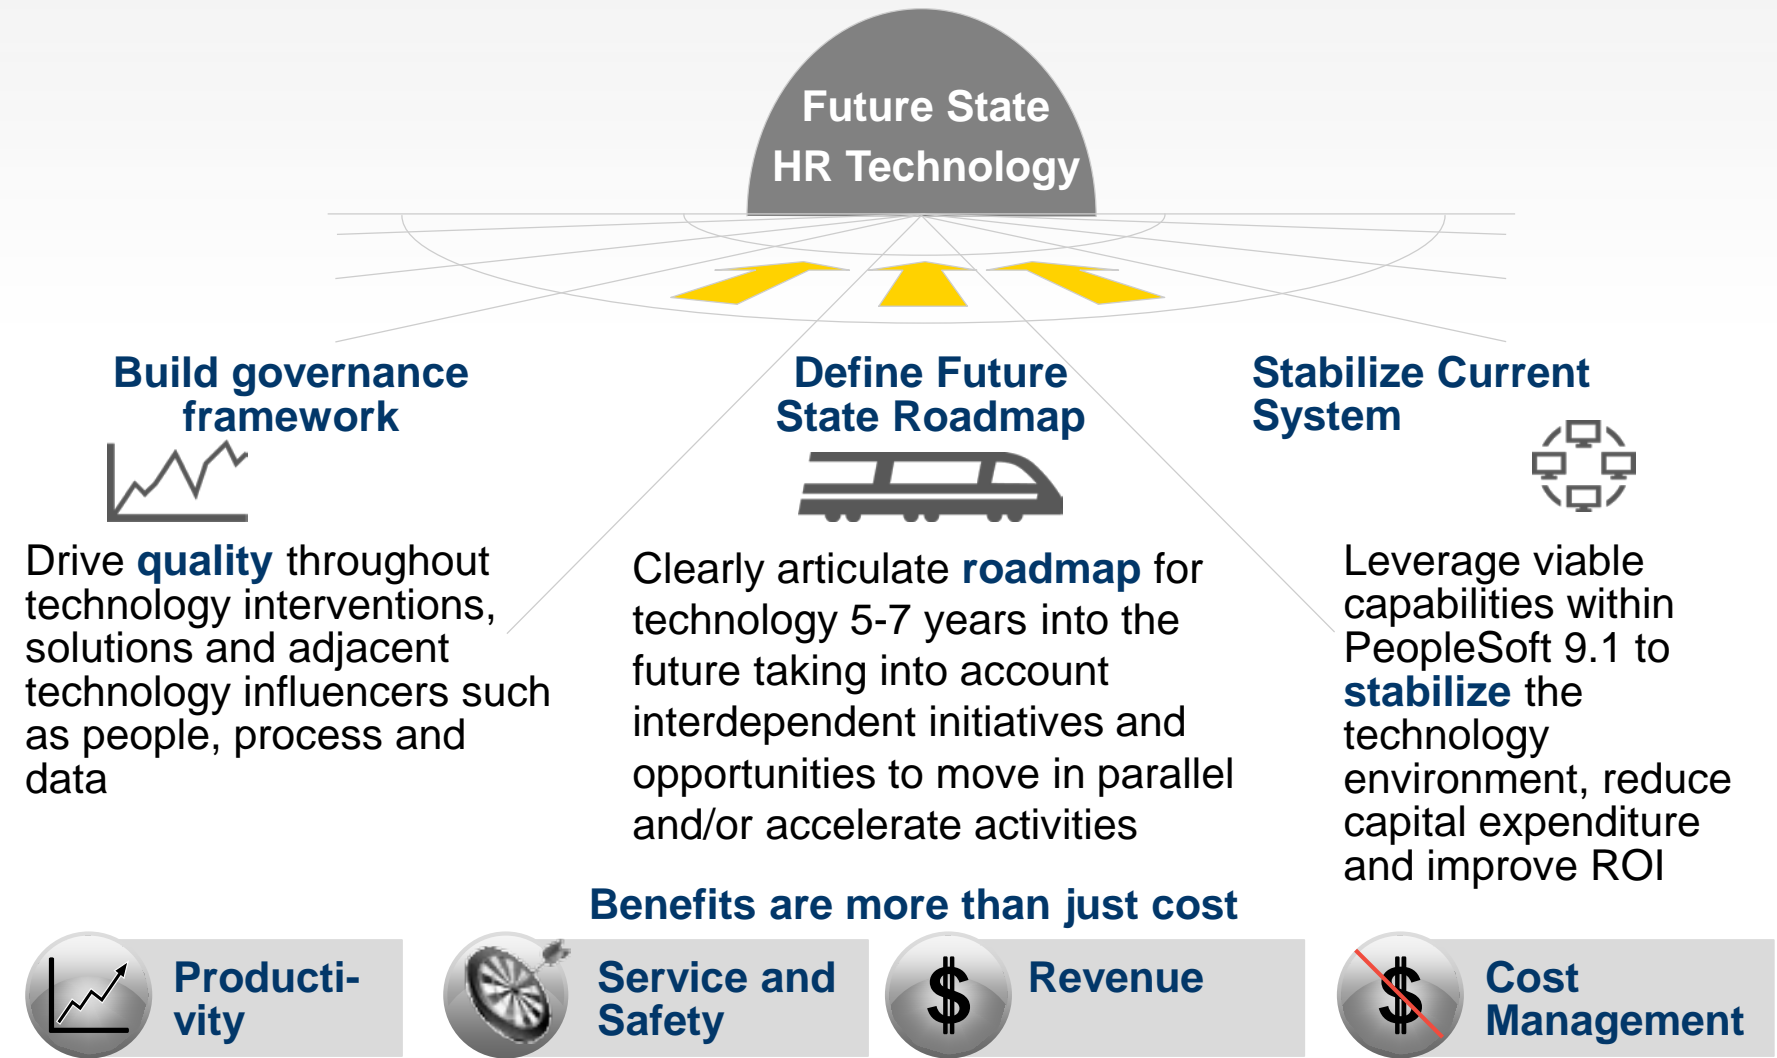 Future State
HR Technology
Build governance
framework
Drive quality throughout
technology interventions,
solutions and adjacent
technology influencers such
as people, process and
data
Define Future
State Roadmap
Clearly articulate roadmap for
technology 5-7 years into the
future taking into account
interdependent initiatives and
opportunities to move in parallel
and/or accelerate activities
Stabilize Current
System
Leverage viable
capabilities within
PeopleSoft 9.1 to
stabilize the
technology
environment, reduce
capital expenditure
and improve ROI
Benefits are more than just cost
Producti-
vity
Service and
Safety
$
Revenue
$
Cost
Management